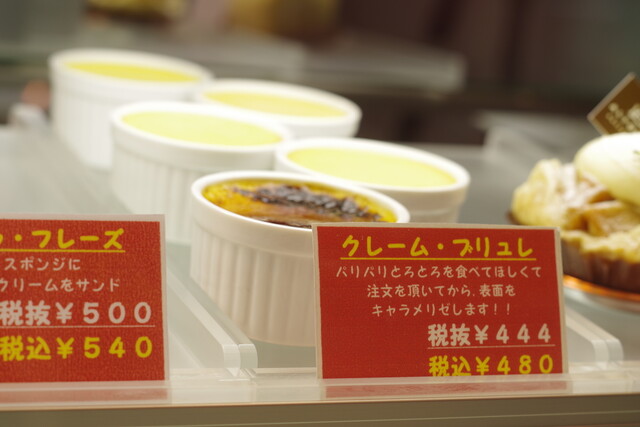 ・フレーズ
スポンジに
クリームをサンド
税抜¥500
税込¥540
クレーム・ブリュレ
パリパリとろとろを食べてほしくて
注文を頂いてから、表面を
キャラメリゼします！！
税抜¥444
税込¥480